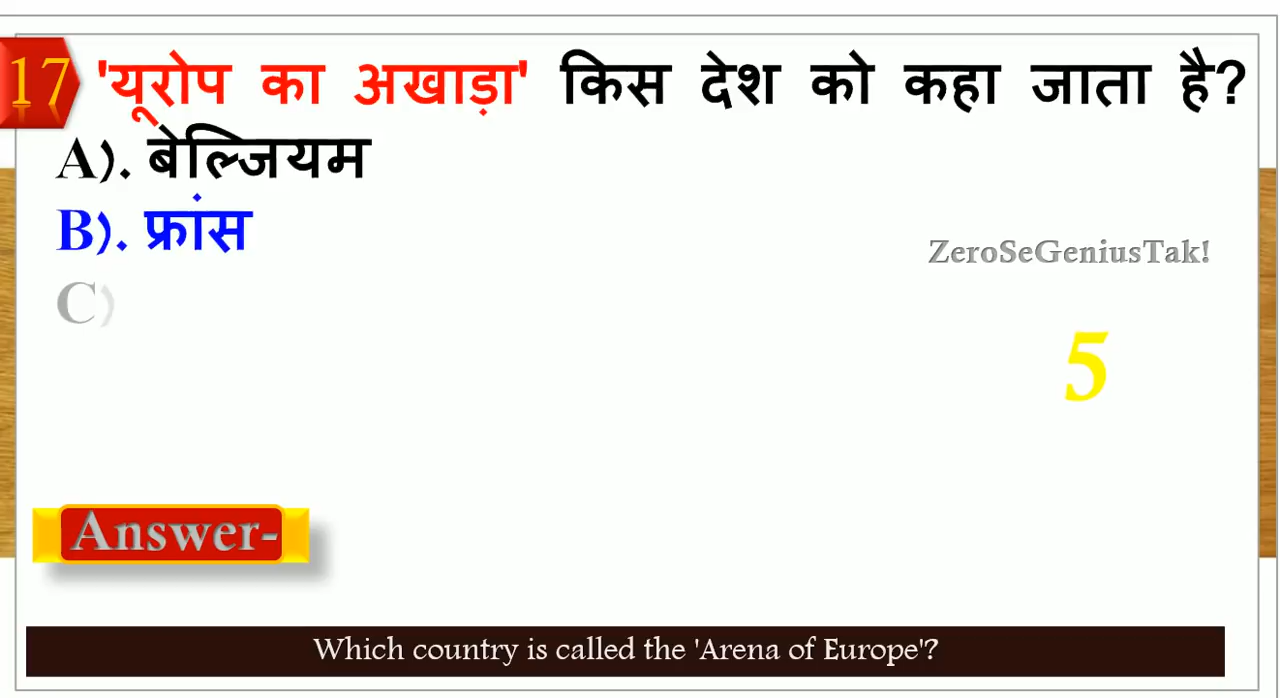 17 'यूरोप का अखाड़ा' किस देश को कहा जाता है?
A). बेल्जियम
B). फ्रांस
ZeroSeGeniusTak!
C)
5
Answer-
Which country is called the 'Arena of Europe'?